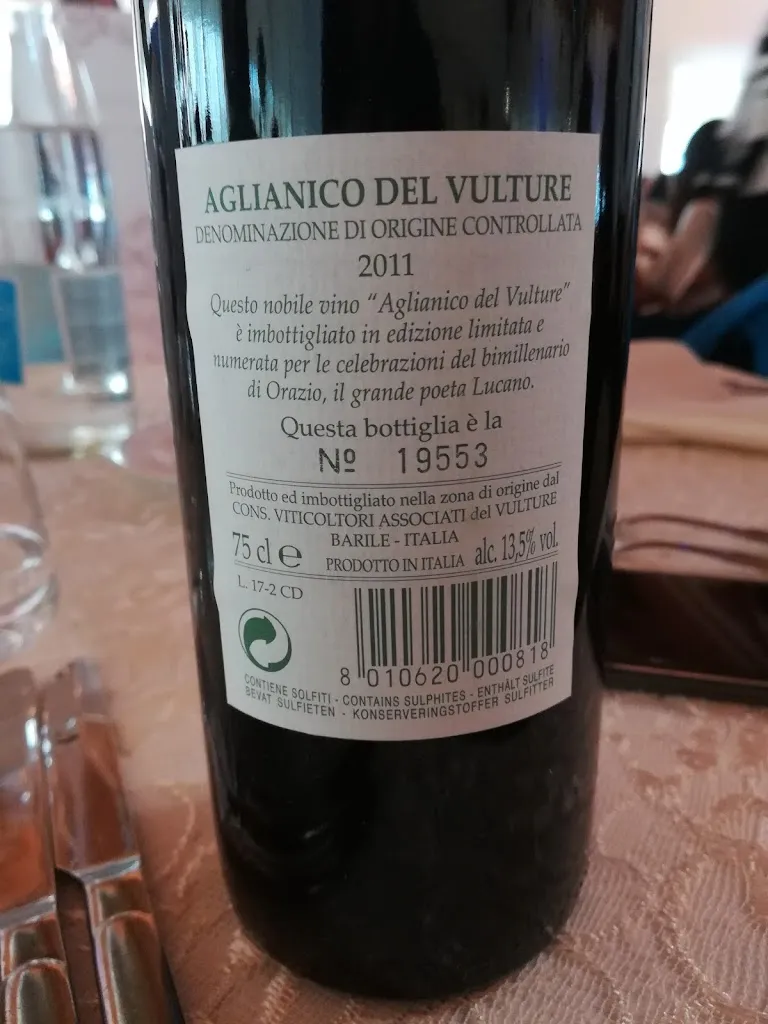 AGLIANICO DEL VULTURE
DENOMINAZIONE DI ORIGINE CONTROLLATA
2011
Questo nobile vino “Aglianico del Vulture”
è imbottigliato in edizione limitata e
numerata per le celebrazioni del bimillenario
di Orazio, il grande poeta Lucano.
Questa bottiglia è la
Nº 19553
Prodotto ed imbottigliato nella zona di origine dal
CONS. VITICOLTORI ASSOCIATI del VULTURE
BARILE - ITALIA
75 cl e PRODOTTO IN ITALIA alc. 13,5% vol.
L. 17-2 CD
8 010620 000818
CONTIENE SOLFITI - CONTAINS SULPHITES - ENTHÄLT SULFITE
BEVAT SULFIETEN - KONSERVERINGSTOFFER SULFITTER